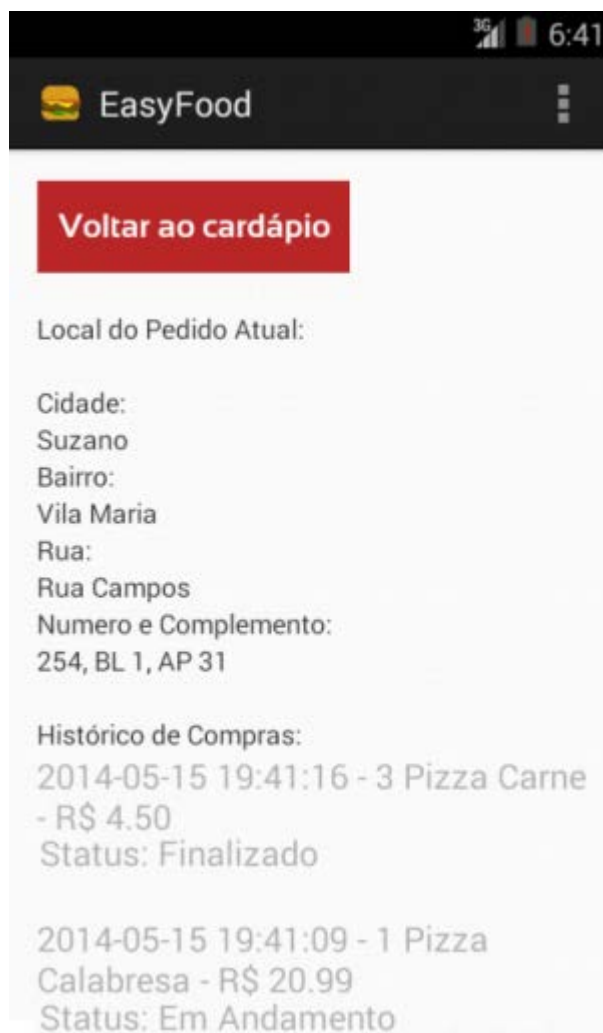 3G 6:41
EasyFood
Voltar ao cardápio
Local do Pedido Atual:
Cidade:
Suzano
Bairro:
Vila Maria
Rua:
Rua Campos
Numero e Complemento:
254, BL 1, AP 31
Histórico de Compras:
2014-05-15 19:41:16 - 3 Pizza Carne
- R$ 4.50
Status: Finalizado
2014-05-15 19:41:09 - 1 Pizza
Calabresa - R$ 20.99
Status: Em Andamento